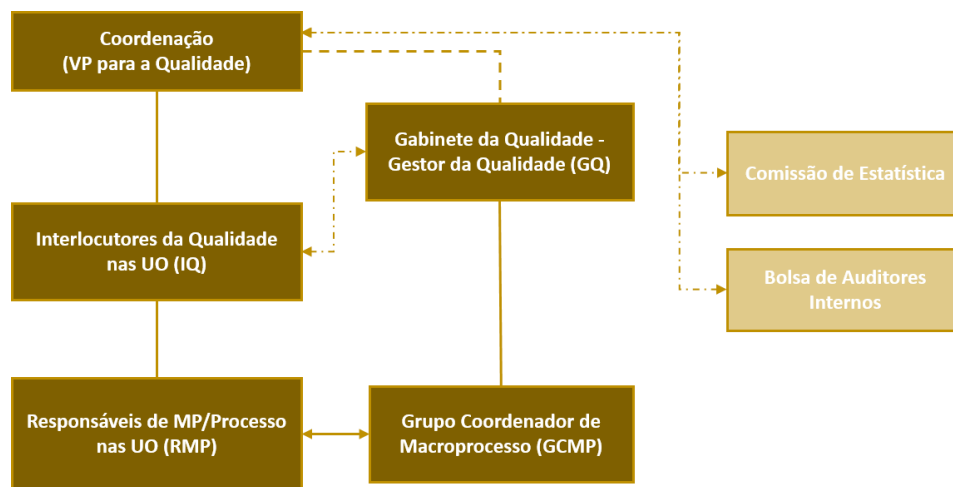 Coordenação
(VP para a Qualidade)
Gabinete da Qualidade -
Gestor da Qualidade (GQ)
Comissão de Estatística
Interlocutores da Qualidade
nas UO (IQ)
Bolsa de Auditores
Internos
Responsáveis de MP/Processo
nas UO (RMP)
Grupo Coordenador de
Macroprocesso (GCMP)